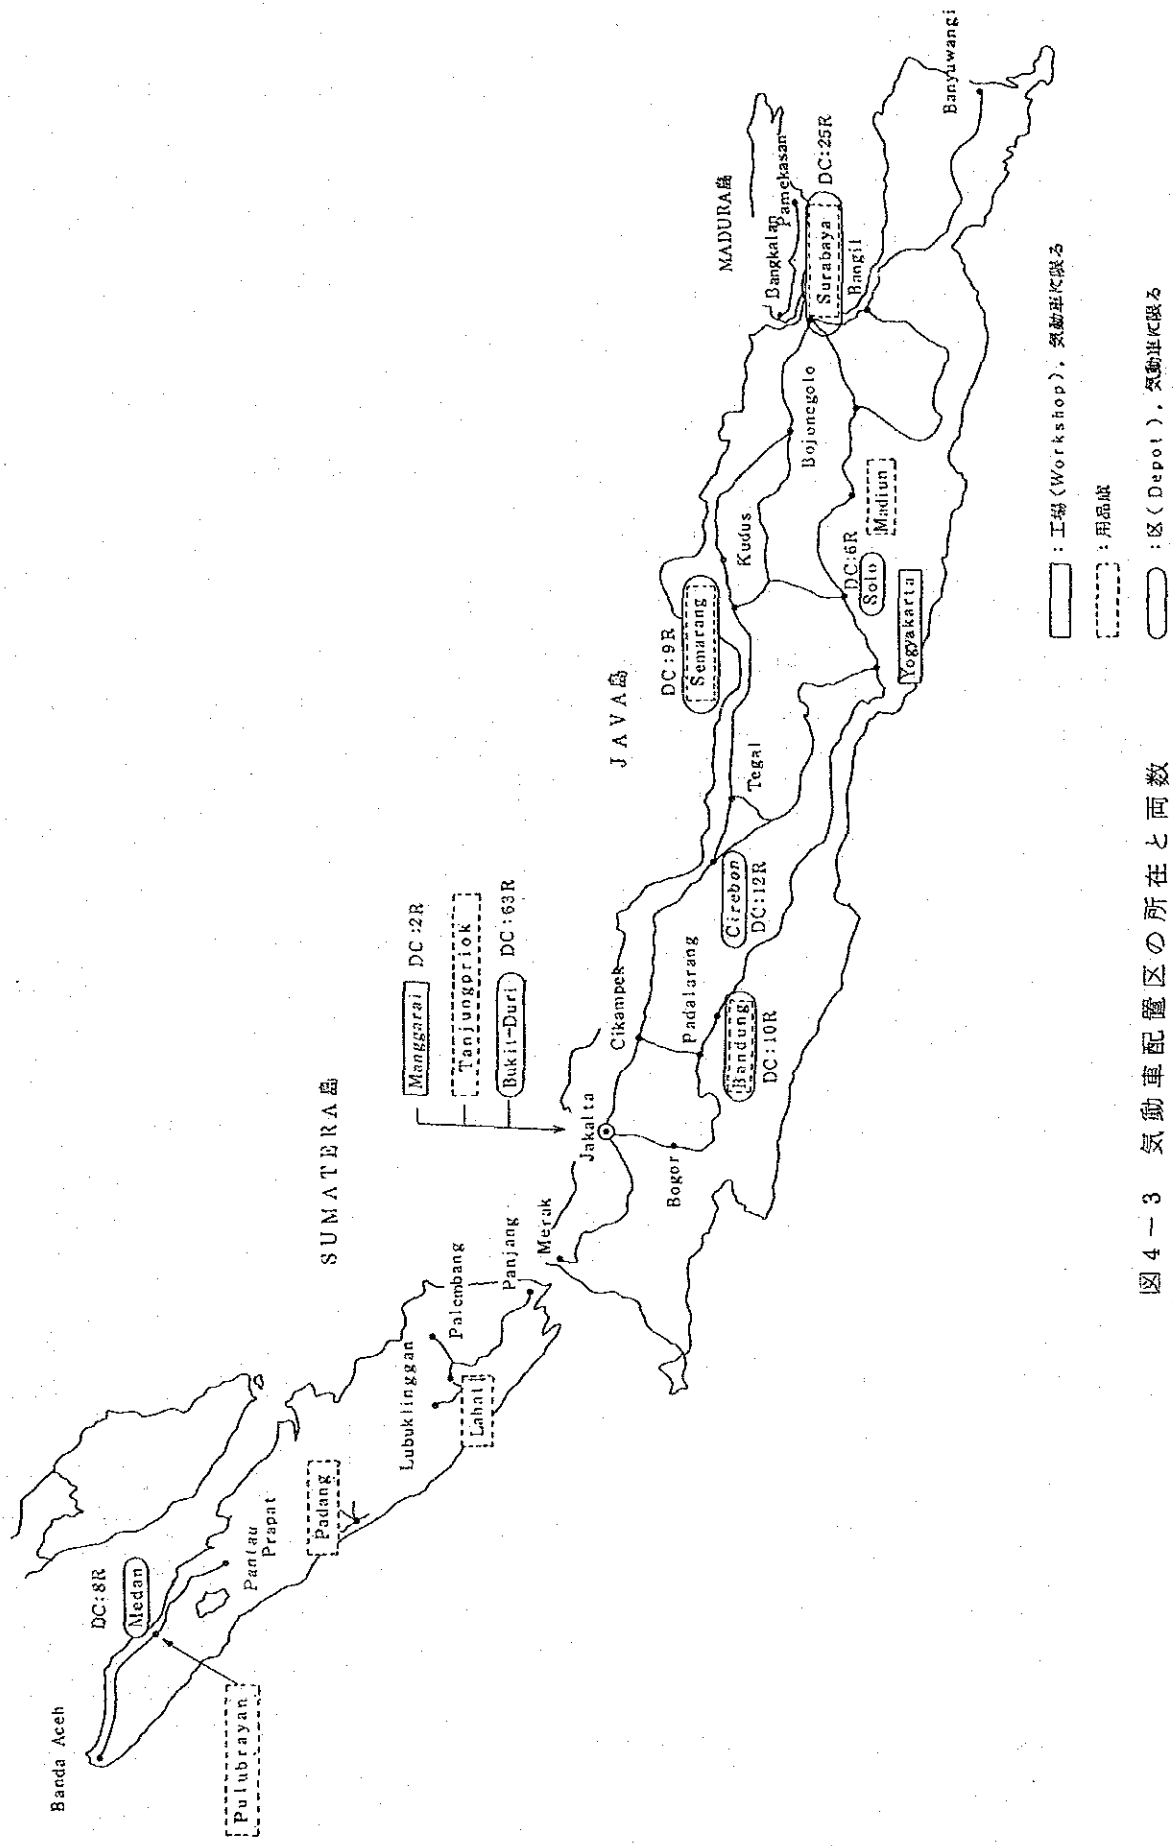 Banda Aceh
DC:8R
Medan
Pulubrayan
Pantau
Prapat
Padang
SUMATERA島
Lubuklinggan
Lahat
Palembang
Panjang
Merak
Manggarai DC:2R
Tanjungpriok
Bukit-Duri DC:63R
Jakalta
Bogor
Cikampek
Padalarang
Bandung
DC:10R
Cirebon
DC:12R
Tegal
JAVA島
DC:9R
Semarang
Kudus
DC:6R
Solo
Yogyakarta
Madiun
Bojonegolo
MADURA島
Bangkalan
Pamekasan
Surabaya
DC:25R
Bangil
Banyuwangi
:工場(Workshop),気動車に限る
:用品庫
:区(Depot),気動車に限る
図4-3 気動車配置区の所在と両数